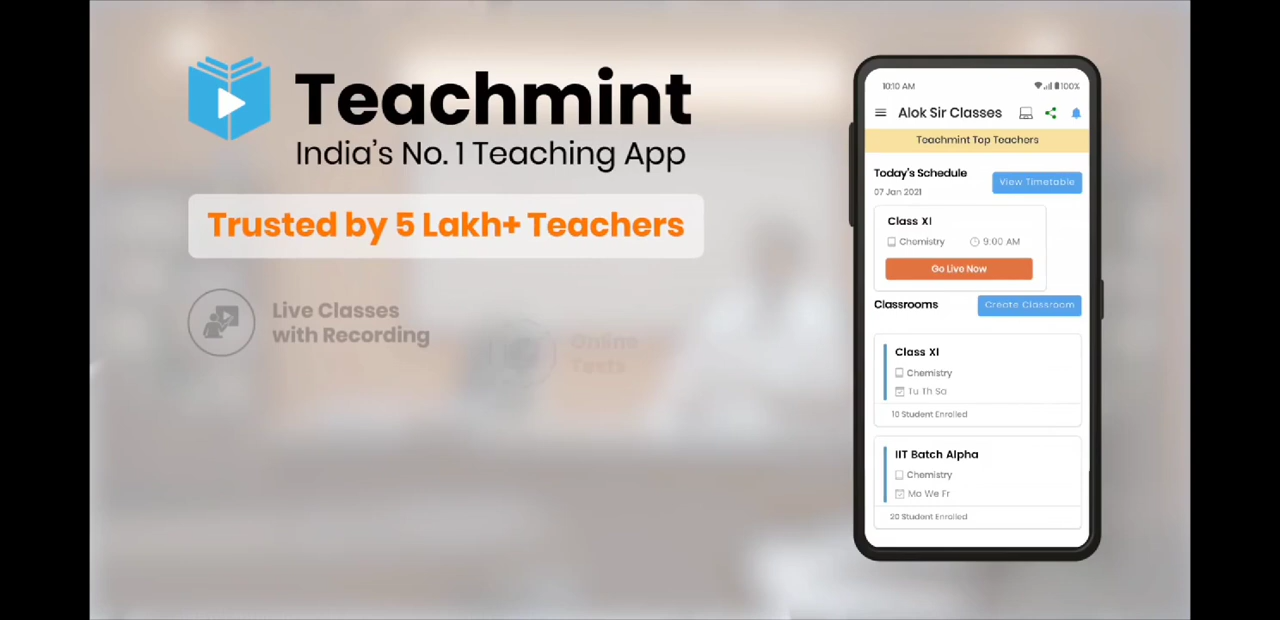 Teachmint
India's No. 1 Teaching App
Trusted by 5 Lakh+ Teachers
Live Classes
with Recording
Online
Tests
10:10 AM
100%
Alok Sir Classes
Teachmint Top Teachers
Today's Schedule
View Timetable
07 Jan 2021
Class XI
Chemistry
9:00 AM
Go Live Now
Classrooms
Create Classroom
Class XI
Chemistry
Tu Th Sa
10 Student Enrolled
IIT Batch Alpha
Chemistry
Mo We Fr
20 Student Enrolled